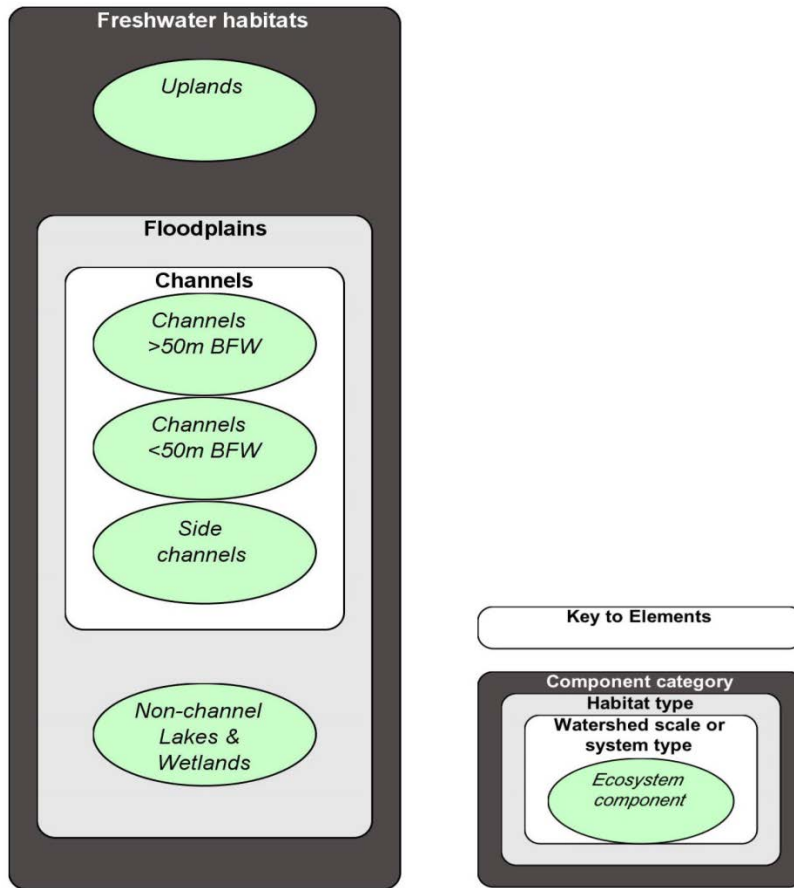 Freshwater habitats
Uplands
Floodplains
Channels
Channels
>50m BFW
Channels
<50m BFW
Side
channels
Non-channel
Lakes &
Wetlands
Key to Elements
Component category
Habitat type
Watershed scale or
system type
Ecosystem
component